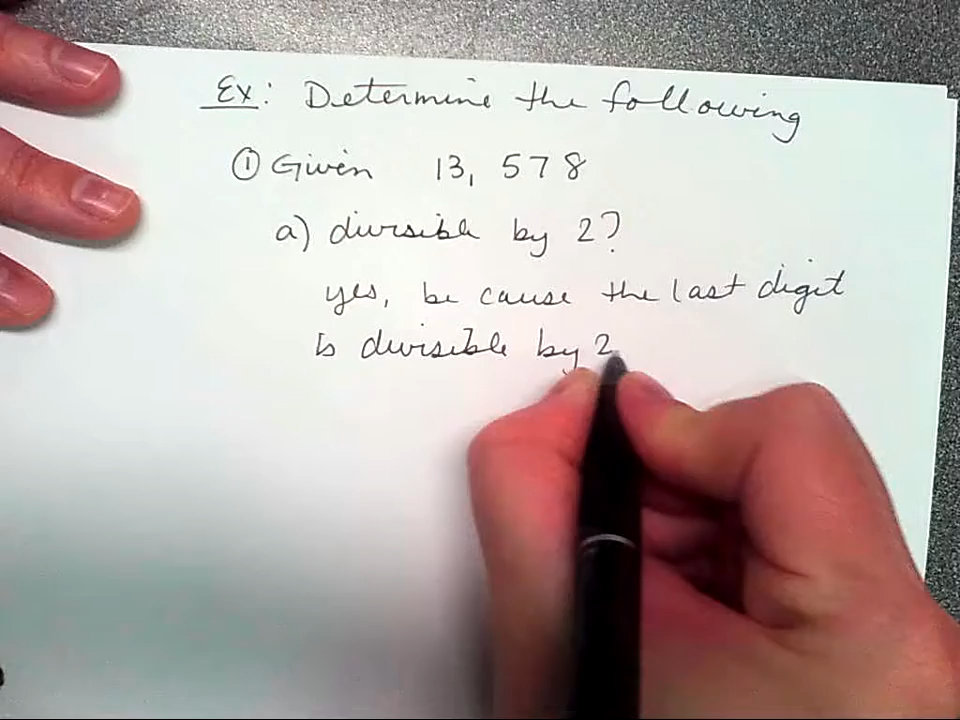 Ex: Determine the following
① Given 13, 578
a) divisible by 2?
yes, be cause the last digit
is divisible by 2